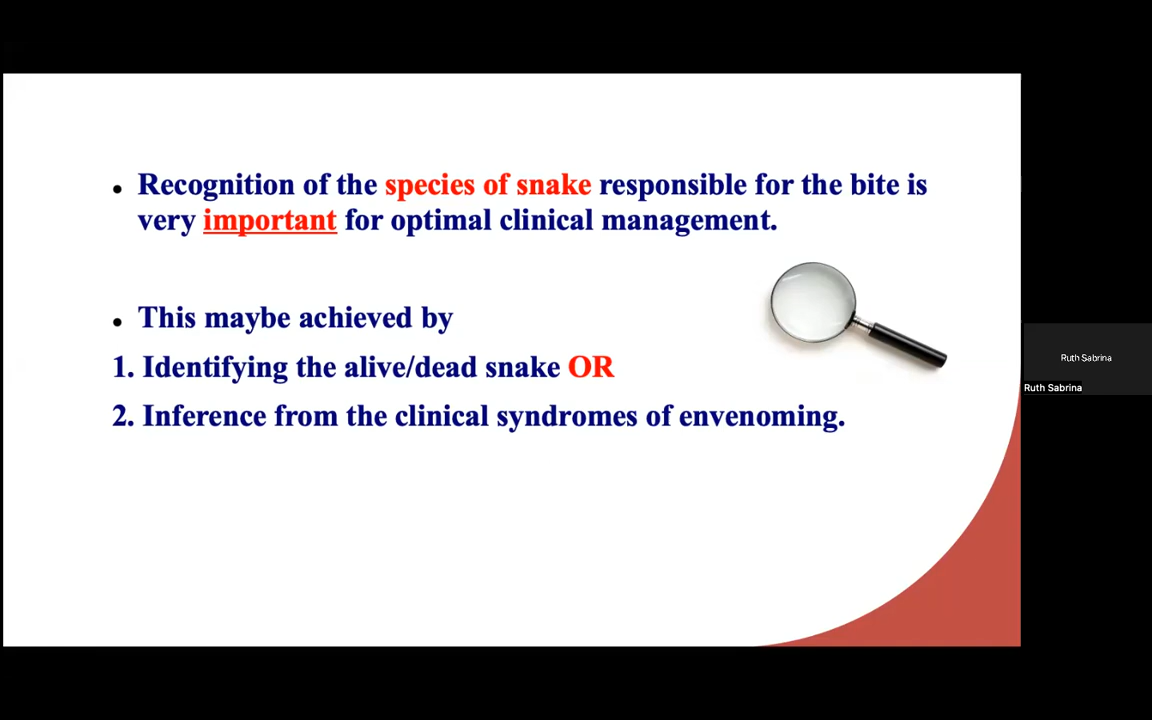 • Recognition of the species of snake responsible for the bite is
very important for optimal clinical management.
• This maybe achieved by
1. Identifying the alive/dead snake OR
2. Inference from the clinical syndromes of envenoming.
Ruth Sabrina
Ruth Sabrina